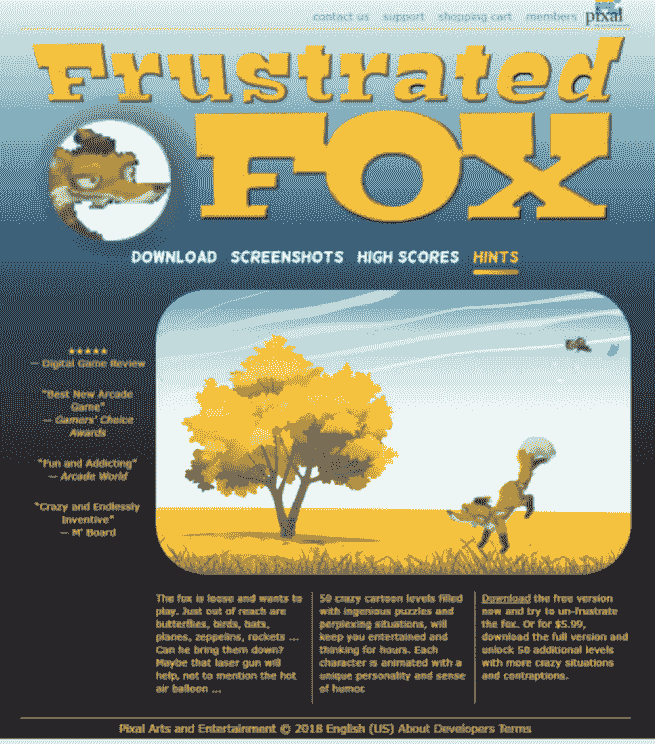 contact us support shopping cart members pixal
Frustrated
FOX
DOWNLOAD SCREENSHOTS HIGH SCORES HINTS
★★★★★
— Digital Game Review
"Best New Arcade
Game"
— Gamers' Choice
Awards
"Fun and Addicting"
— Arcade World
"Crazy and Endlessly
Inventive"
— M' Board
The fox is loose and wants to
play. Just out of reach are
butterflies, birds, bats,
planes, zeppelins, rockets ...
Can he bring them down?
Maybe that laser gun will
help, not to mention the hot
air balloon ...
50 crazy cartoon levels filled
with ingenious puzzles and
perplexing situations, will
keep you entertained and
thinking for hours. Each
character is animated with a
unique personality and sense
of humor.
Download the free version
now and try to un-frustrate
the fox. Or for $5.99,
download the full version and
unlock 50 additional levels
with more crazy situations
and contraptions.
Pixal Arts and Entertainment © 2018 English (US) About Developers Terms